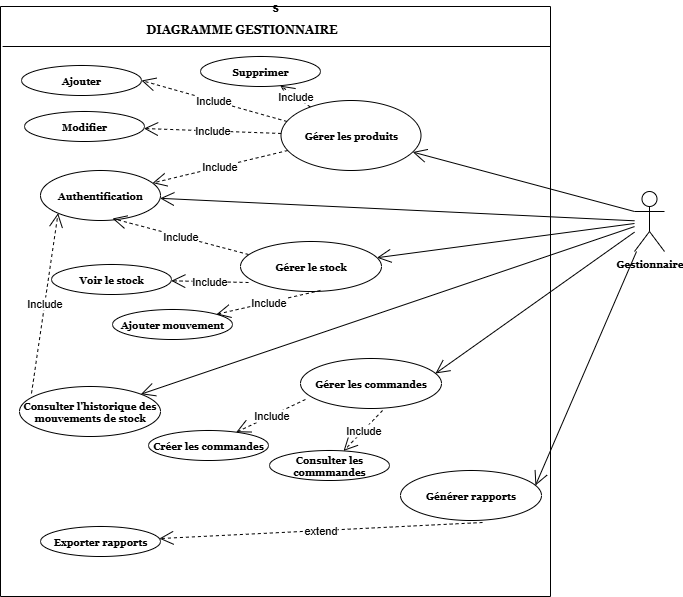 s
DIAGRAMME GESTIONNAIRE
Supprimer
Ajouter
Include
Include
Modifier
Include
Gérer les produits
Include
Authentification
Include
Gestionnaire
Gérer le stock
Voir le stock
Include
Include
Include
Ajouter mouvement
Gérer les commandes
Consulter l'historique des
mouvements de stock
Include
Include
Créer les commandes
Consulter les
commmandes
Générer rapports
extend
Exporter rapports